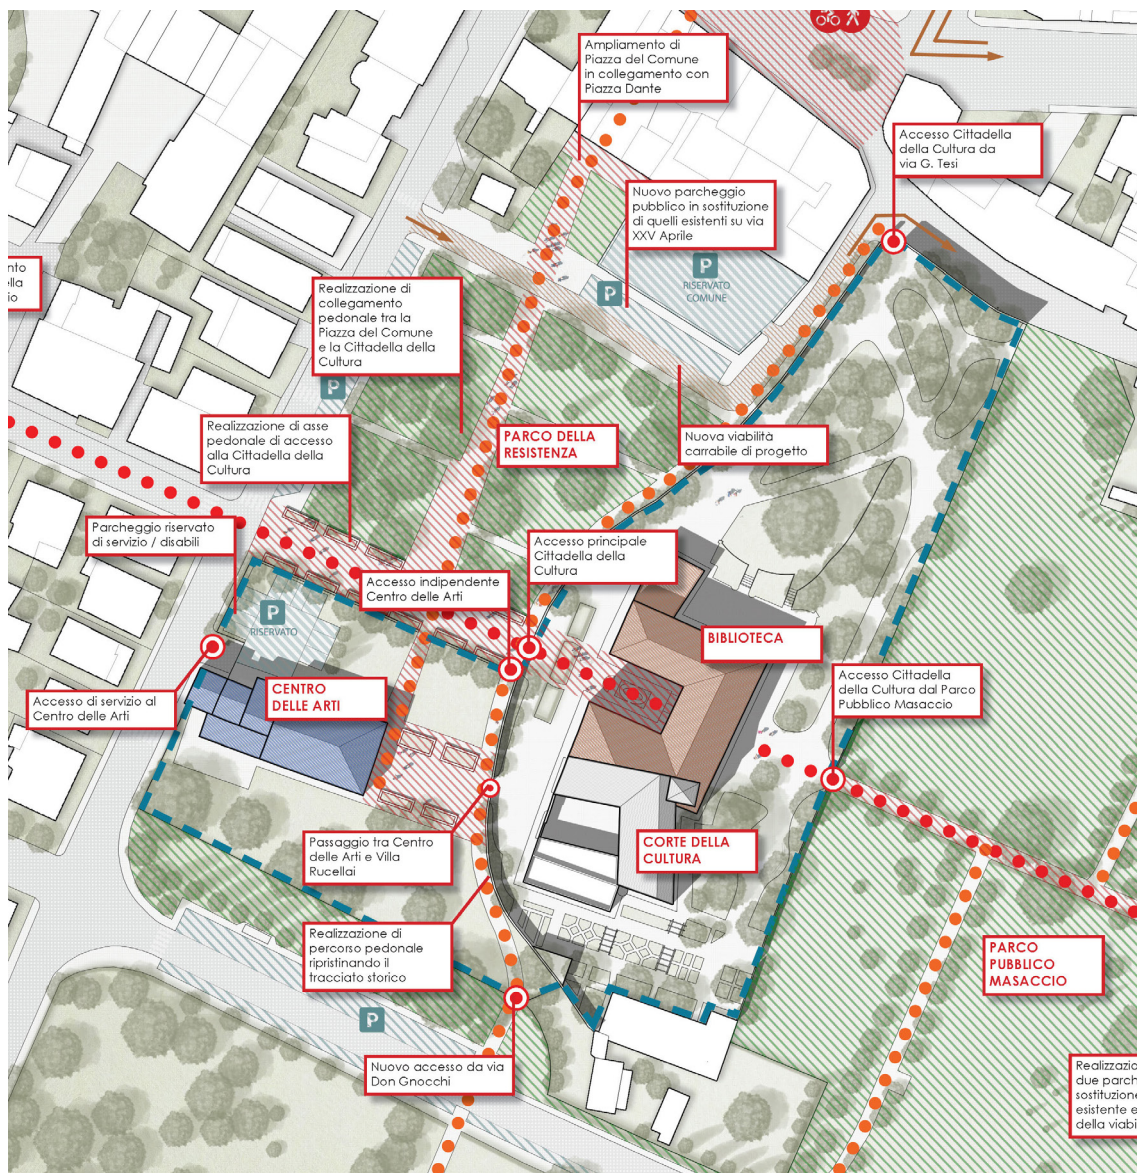 Ampliamento di
Piazza del Comune
in collegamento con
Piazza Dante
Accesso Cittadella
della Cultura da
via G. Tesi
Nuovo parcheggio
pubblico in sostituzione
di quelli esistenti su via
XXV Aprile
P
RISERVATO
COMUNE
P
Realizzazione di
collegamento
pedonale tra la
Piazza del Comune
e la Cittadella della
Cultura
P
Realizzazione di asse
pedonale di accesso
alla Cittadella della
Cultura
PARCO DELLA
RESISTENZA
Nuova viabilità
carrabile di progetto
Parcheggio riservato
di servizio / disabili
Accesso principale
Cittadella della
Cultura
Accesso indipendente
Centro delle Arti
P
RISERVATO
BIBLIOTECA
Accesso di servizio al
Centro delle Arti
CENTRO
DELLE ARTI
Accesso Cittadella
della Cultura dal Parco
Pubblico Masaccio
Passaggio tra Centro
delle Arti e Villa
Rucellai
CORTE DELLA
CULTURA
Realizzazione di
percorso pedonale
ripristinando il
tracciato storico
PARCO
PUBBLICO
MASACCIO
P
Nuovo accesso da via
Don Gnocchi
due parch
sostituzione
esistente e
della viabi